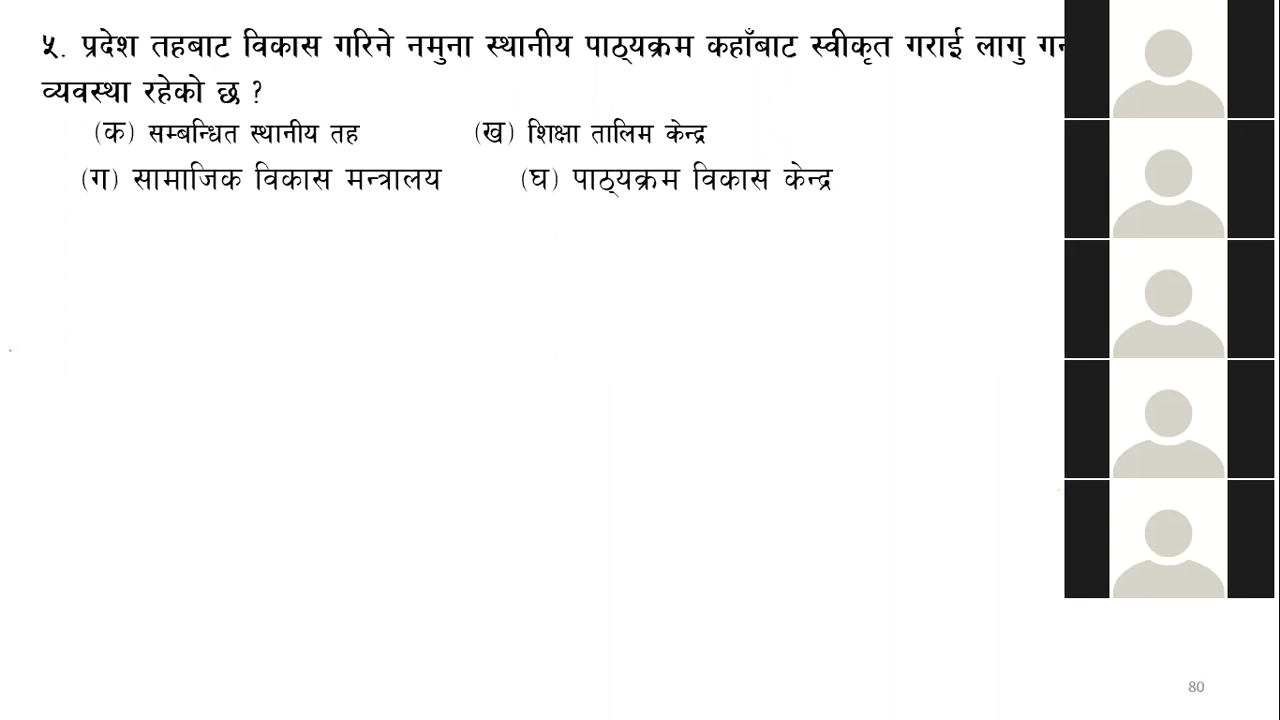 ५. प्रदेश तहबाट विकास गरिने नमुना स्थानीय पाठ्यक्रम कहाँबाट स्वीकृत गराई लागु
व्यवस्था रहेको छ ?
(क) सम्बन्धित स्थानीय तह (ख) शिक्षा तालिम केन्द्र
(ग) सामाजिक विकास मन्त्रालय (घ) पाठ्यक्रम विकास केन्द्र
80